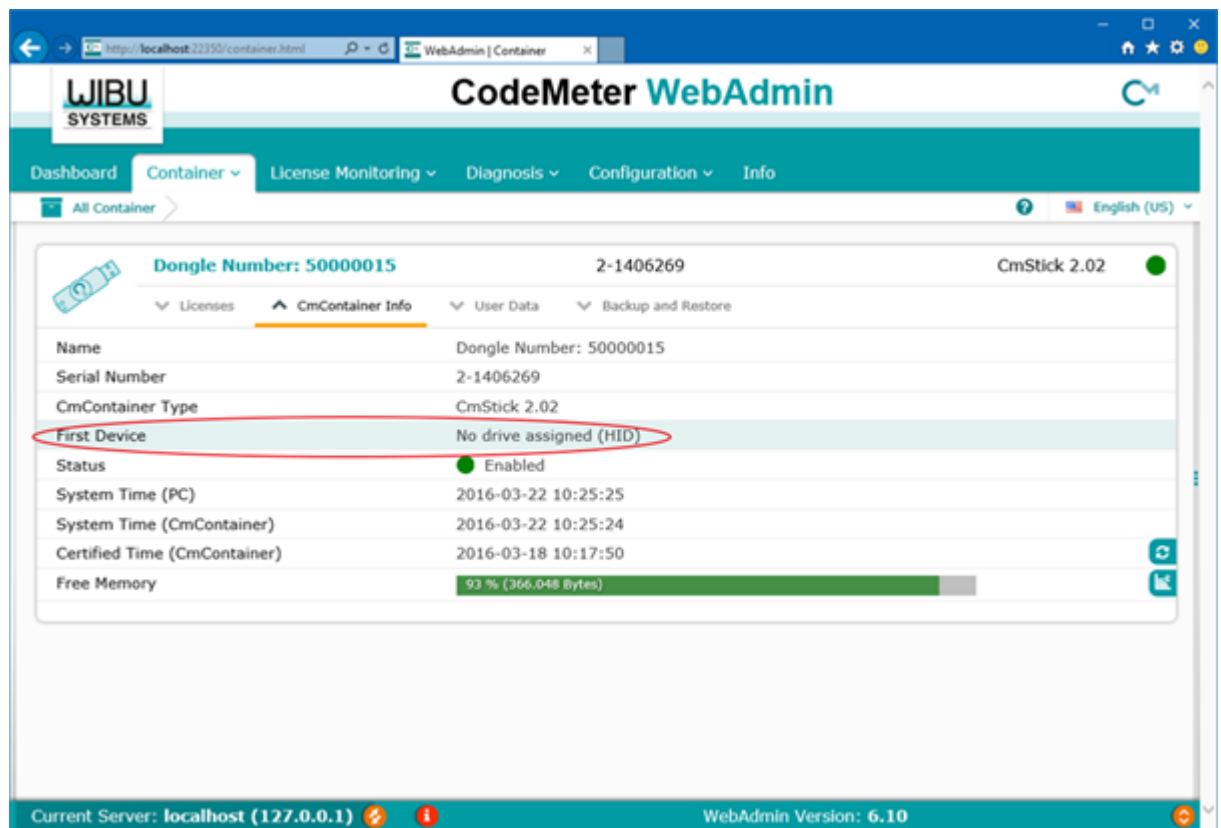 http://localhost:22350/container.html
WebAdmin | Container
WIBU
SYSTEMS
CodeMeter WebAdmin
Dashboard Container License Monitoring Diagnosis Configuration Info
All Container
English (US)
Dongle Number: 50000015 2-1406269 CmStick 2.02
Licenses CmContainer Info User Data Backup and Restore
Name Dongle Number: 50000015
Serial Number 2-1406269
CmContainer Type CmStick 2.02
First Device No drive assigned (HID)
Status Enabled
System Time (PC) 2016-03-22 10:25:25
System Time (CmContainer) 2016-03-22 10:25:24
Certified Time (CmContainer) 2016-03-18 10:17:50
Free Memory 93 % (366.048 Bytes)
Current Server: localhost (127.0.0.1) WebAdmin Version: 6.10